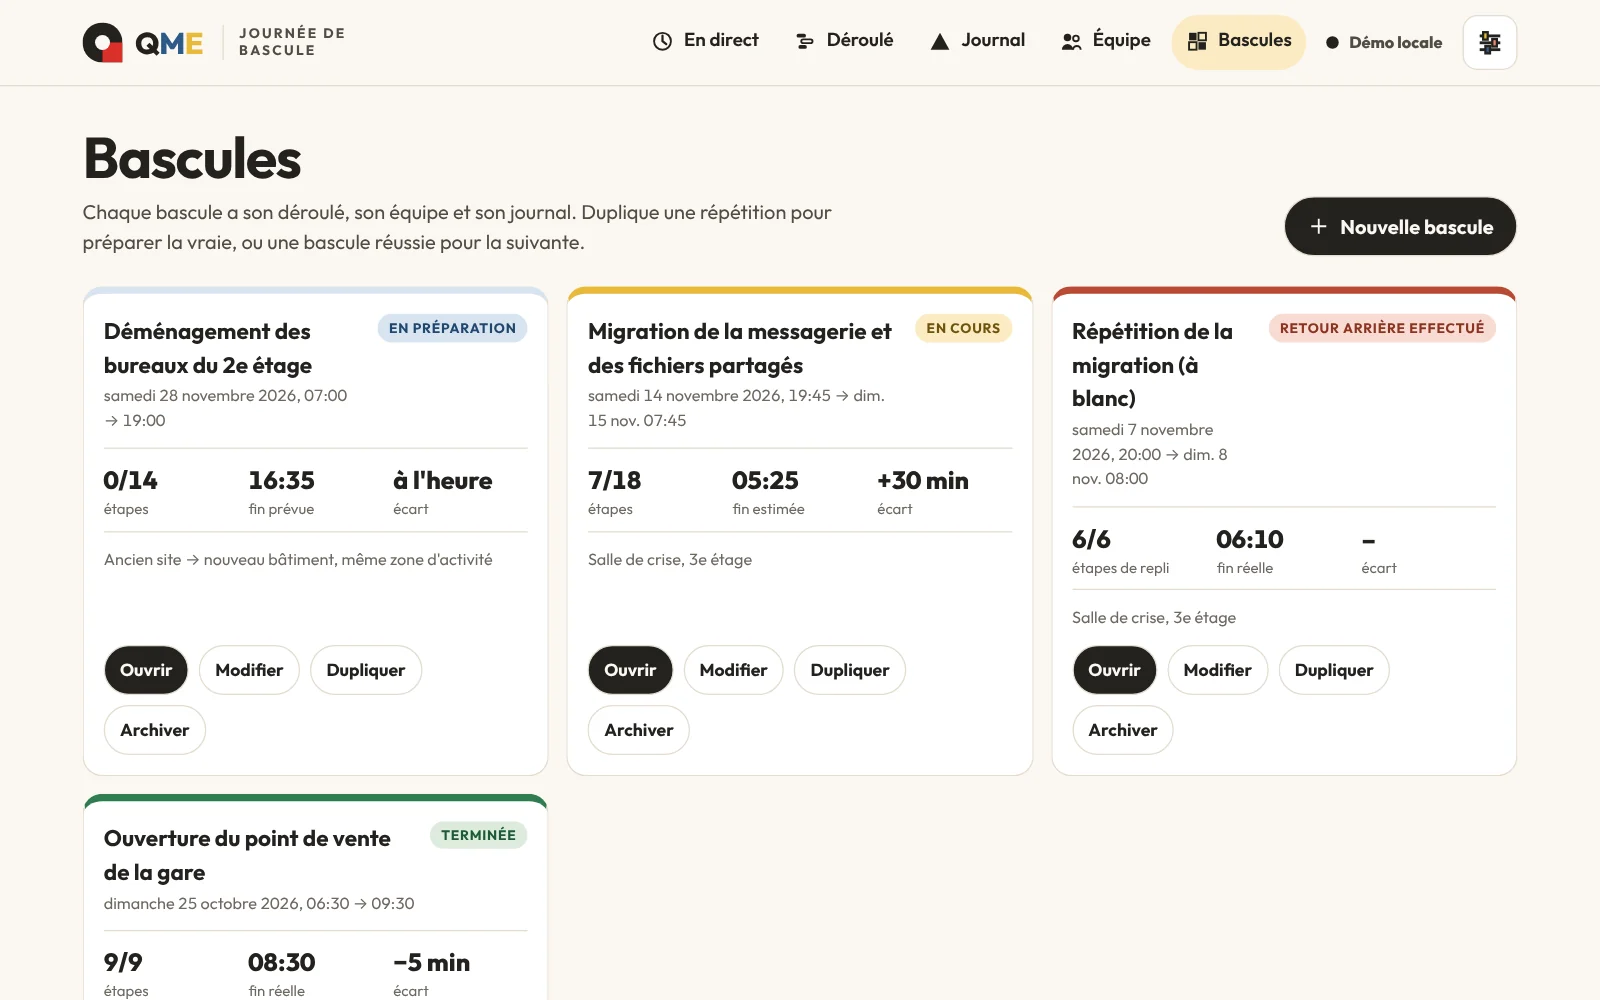 QME
JOURNÉE DE
BASCULE
En direct
Déroulé
Journal
Équipe
Bascules
Démo locale
Bascules
Chaque bascule a son déroulé, son équipe et son journal. Duplique une répétition pour
préparer la vraie, ou une bascule réussie pour la suivante.
+ Nouvelle bascule
Déménagement des
bureaux du 2e étage
EN PRÉPARATION
samedi 28 novembre 2026, 07:00
→ 19:00
0/14
étapes
16:35
fin prévue
à l'heure
écart
Ancien site → nouveau bâtiment, même zone d'activité
Ouvrir
Modifier
Dupliquer
Archiver
Migration de la messagerie et
des fichiers partagés
EN COURS
samedi 14 novembre 2026, 19:45 → dim.
15 nov. 07:45
7/18
étapes
05:25
fin estimée
+30 min
écart
Salle de crise, 3e étage
Ouvrir
Modifier
Dupliquer
Archiver
Répétition de la
migration (à
blanc)
RETOUR ARRIÈRE EFFECTUÉ
samedi 7 novembre
2026, 20:00 → dim. 8
nov. 08:00
6/6
étapes de repli
06:10
fin réelle
–
écart
Salle de crise, 3e étage
Ouvrir
Modifier
Dupliquer
Archiver
Ouverture du point de vente
de la gare
TERMINÉE
dimanche 25 octobre 2026, 06:30 → 09:30
9/9
étapes
08:30
fin réelle
−5 min
écart